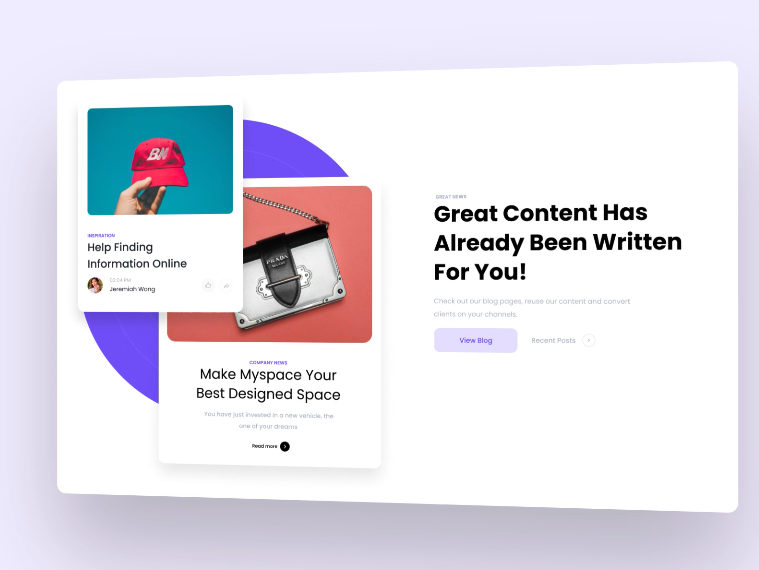 BN
INSPIRATION
Help Finding
Information Online
03:04 PM
Jeremiah Wong
PRADA
MILANO
COMPANY NEWS
Make Myspace Your
Best Designed Space
You have just invested in a new vehicle, the
one of your dreams
Read more
GREAT NEWS
Great Content Has
Already Been Written
For You!
Check out our blog pages, reuse our content and convert
clients on your channels.
View Blog
Recent Posts